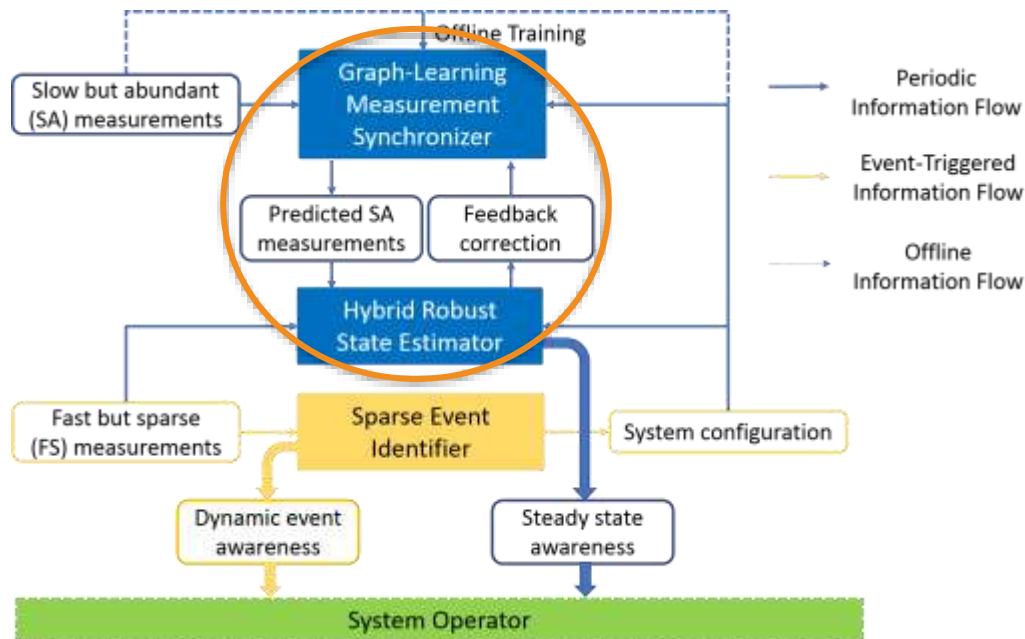 Offline Training
Graph-Learning
Measurement
Synchronizer
Slow but abundant
(SA) measurements
Predicted SA
measurements
Feedback
correction
Hybrid Robust
State Estimator
Fast but sparse
(FS) measurements
Sparse Event
Identifier
System configuration
Dynamic event
awareness
Steady state
awareness
System Operator
Periodic
Information Flow
Event-Triggered
Information Flow
Offline
Information Flow